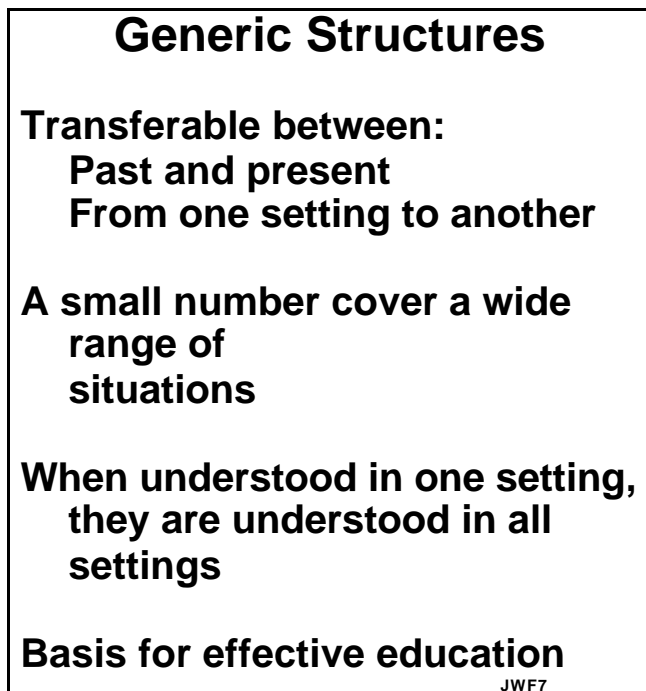 Generic Structures
Transferable between:
Past and present
From one setting to another
A small number cover a wide
range of
situations
When understood in one setting,
they are understood in all
settings
Basis for effective education
JWF7